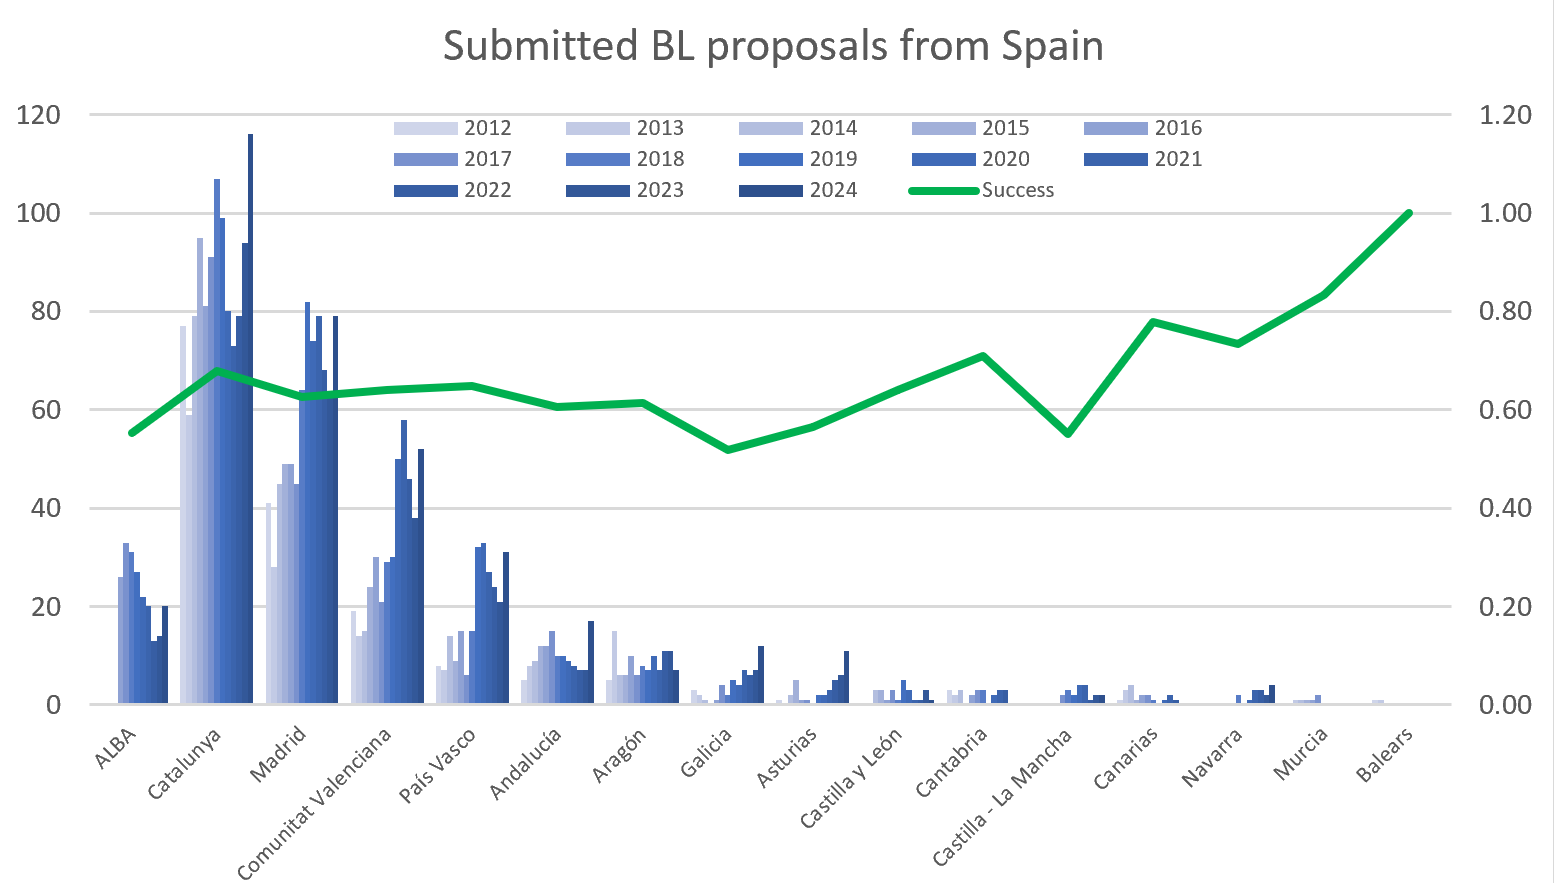 Submitted BL proposals from Spain
120
100
80
60
40
20
0
2012 2013 2014 2015 2016
2017 2018 2019 2020 2021
2022 2023 2024 Success
1.20
1.00
0.80
0.60
0.40
0.20
0.00
ALBA
Catalunya
Madrid
Comunitat Valenciana
País Vasco
Andalucía
Aragón
Galicia
Asturias
Castilla y León
Cantabria
Castilla - La Mancha
Canarias
Navarra
Murcia
Balears